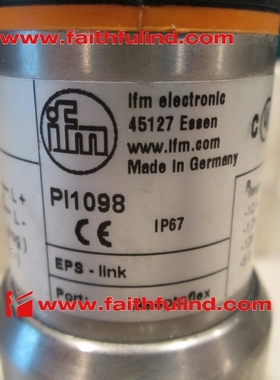 www.faithfulind.com
ifm
ifm electronic
45127 Essen
www.ifm.com
Made in Germany
PI1098
CE
IP67
EPS - link
L+
L-
www.faithfulind.com